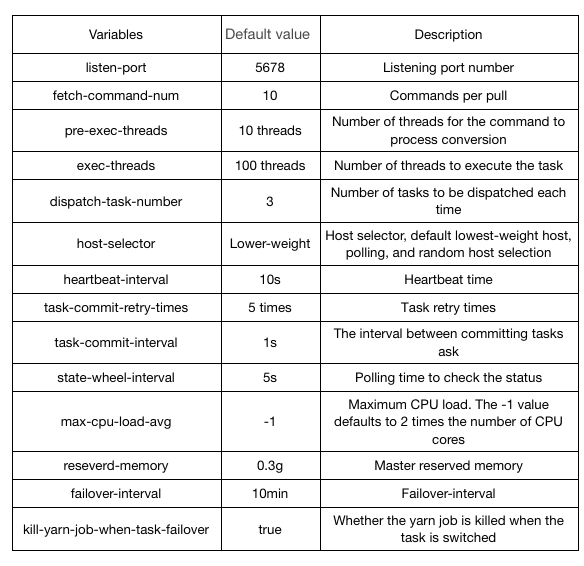 Variables Default value Description
listen-port 5678 Listening port number
fetch-command-num 10 Commands per pull
pre-exec-threads 10 threads Number of threads for the command to
process conversion
exec-threads 100 threads Number of threads to execute the task
dispatch-task-number 3 Number of tasks to be dispatched each
time
host-selector Lower-weight Host selector, default lowest-weight host,
polling, and random host selection
heartbeat-interval 10s Heartbeat time
task-commit-retry-times 5 times Task retry times
task-commit-interval 1s The interval between committing tasks
ask
state-wheel-interval 5s Polling time to check the status
max-cpu-load-avg -1 Maximum CPU load. The -1 value
defaults to 2 times the number of CPU
cores
reseverd-memory 0.3g Master reserved memory
failover-interval 10min Failover-interval
kill-yarn-job-when-task-failover true Whether the yarn job is killed when the
task is switched